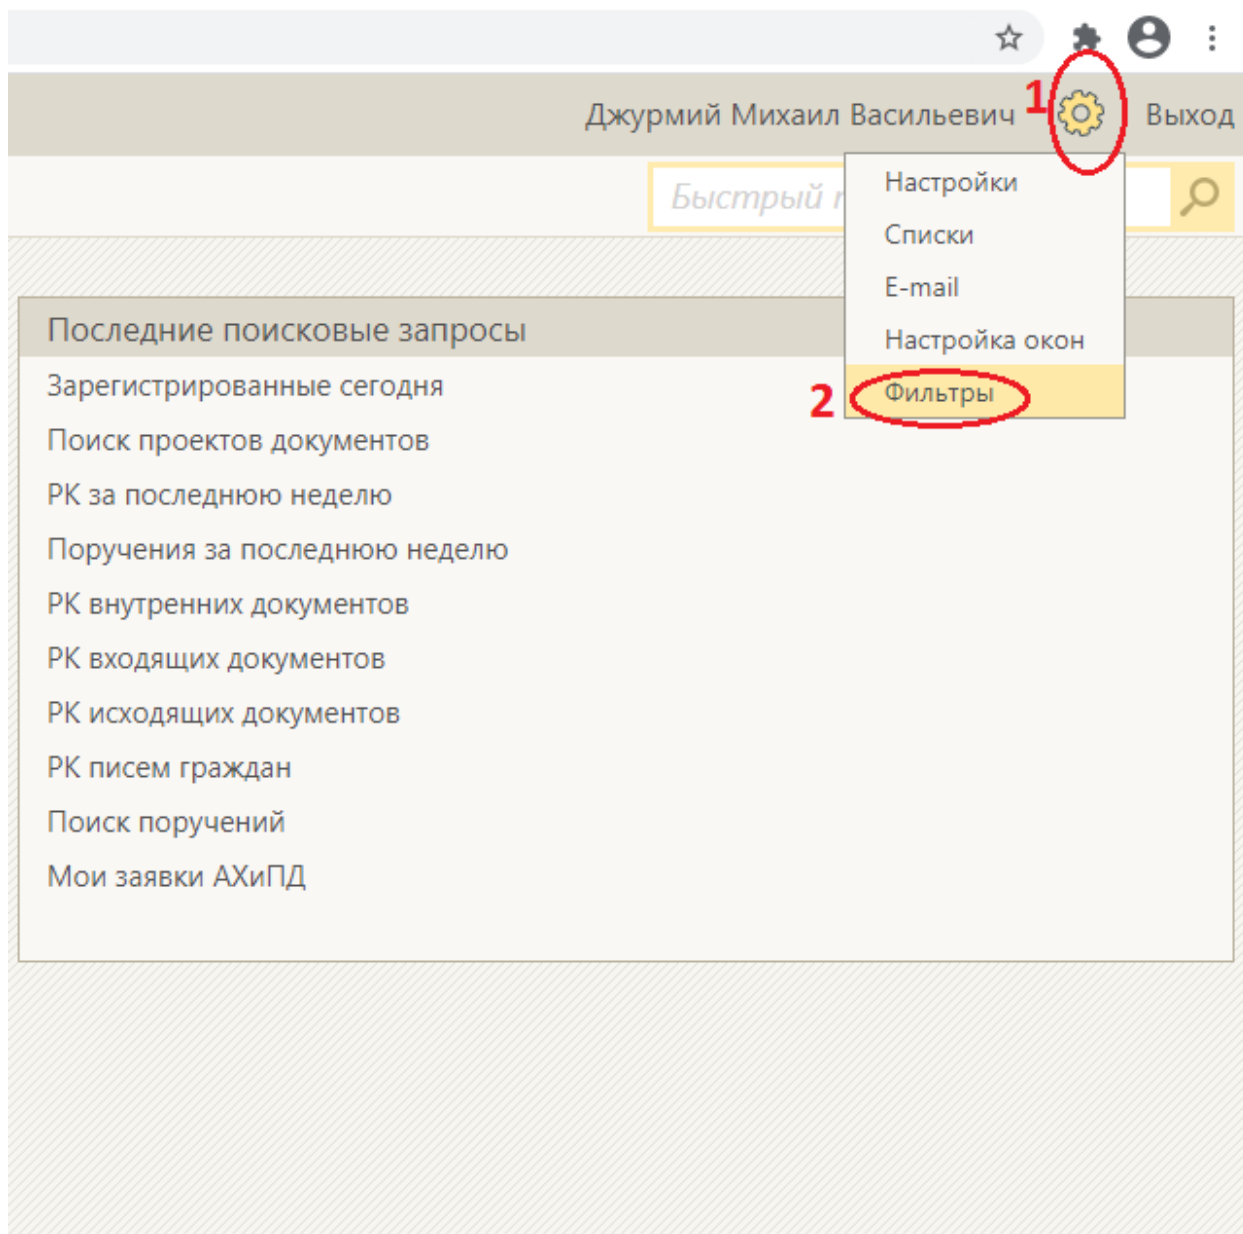 Джурмий Михаил Васильевич 1 Выход
Быстрый
Настройки
Списки
E-mail
Настройка окон
2 Фильтры
Последние поисковые запросы
Зарегистрированные сегодня
Поиск проектов документов
РК за последнюю неделю
Поручения за последнюю неделю
РК внутренних документов
РК входящих документов
РК исходящих документов
РК писем граждан
Поиск поручений
Мои заявки АХиПД